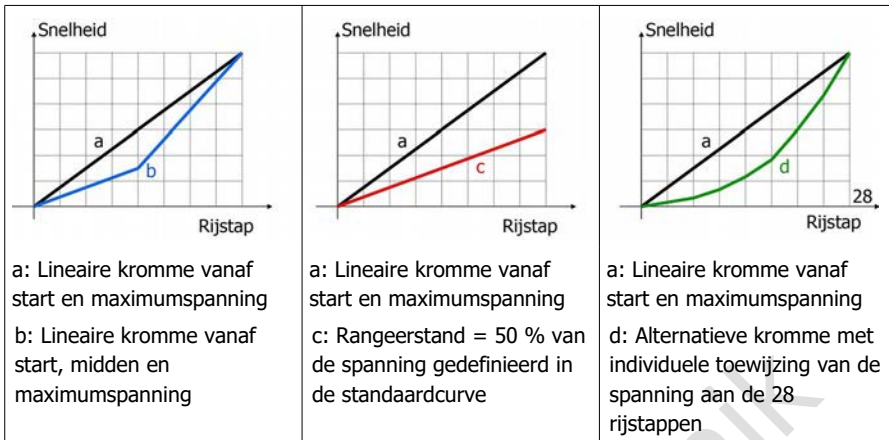 Snelheid
a
b
Rijstap
a: Lineaire kromme vanaf
start en maximumspanning
b: Lineaire kromme vanaf
start, midden en
maximumspanning
Snelheid
a
c
Rijstap
a: Lineaire kromme vanaf
start en maximumspanning
c: Rangeerstand = 50 % van
de spanning gedefinieerd in
de standaardcurve
Snelheid
a
d
28
Rijstap
a: Lineaire kromme vanaf
start en maximumspanning
d: Alternatieve kromme met
individuele toewijzing van de
spanning aan de 28
rijstappen